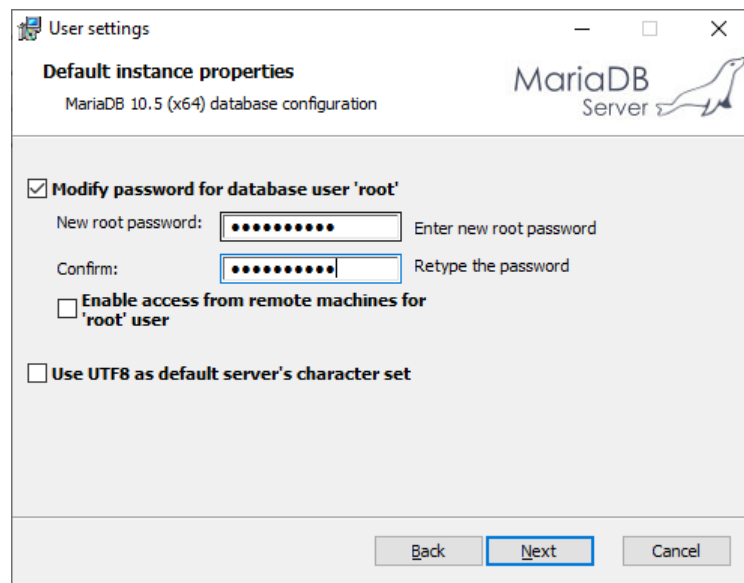 User settings
Default instance properties
MariaDB 10.5 (x64) database configuration
MariaDB
Server
Modify password for database user 'root'
New root password: ●●●●●●●●●● Enter new root password
Confirm: ●●●●●●●●●● Retype the password
Enable access from remote machines for
'root' user
Use UTF8 as default server's character set
Back Next Cancel